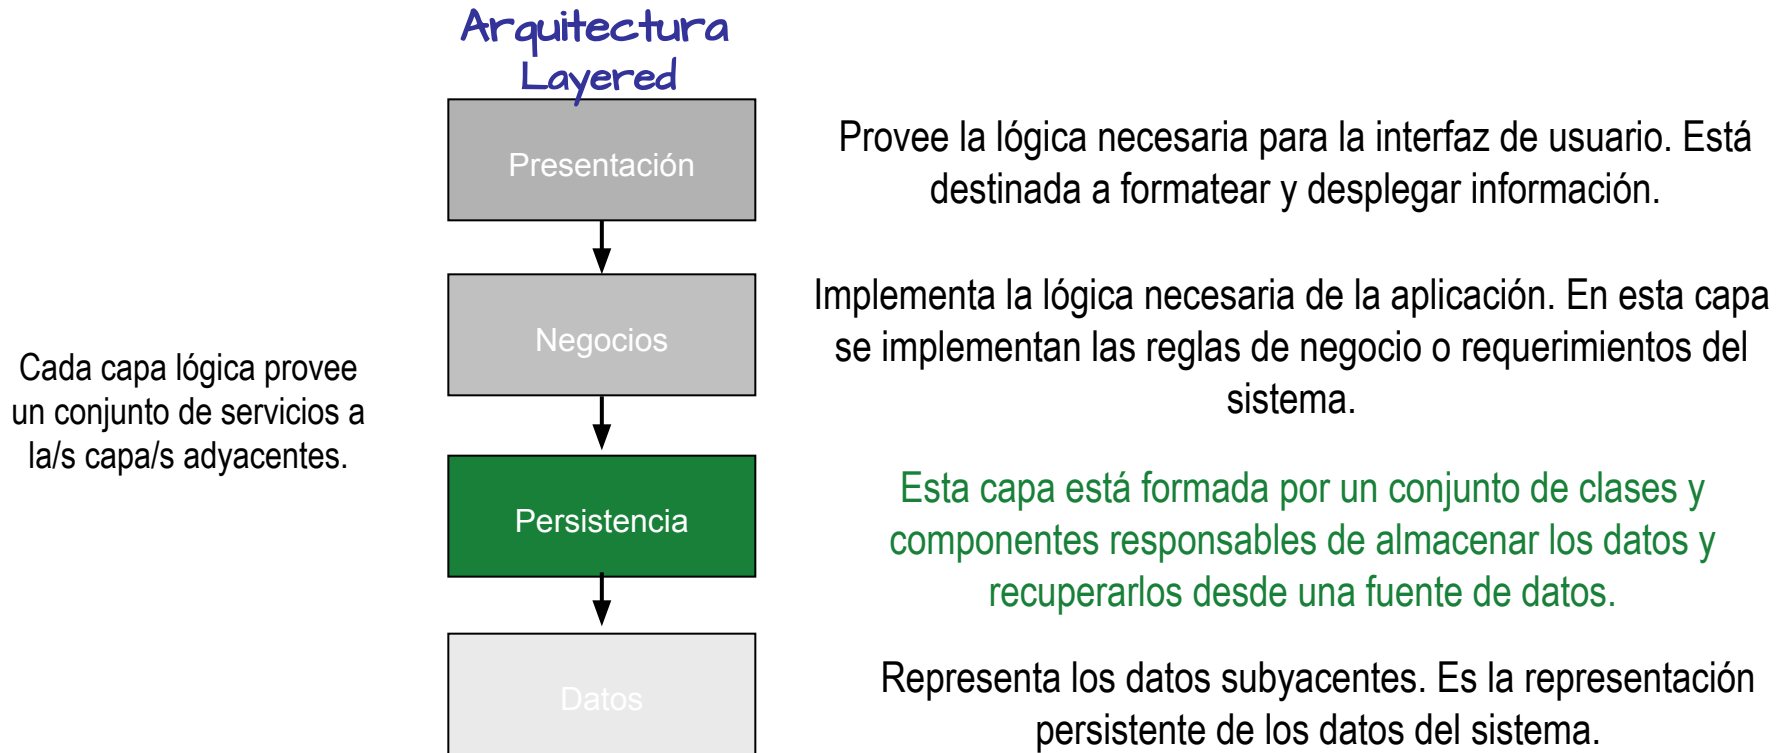 Arquitectura
Layered
Presentación
Provee la lógica necesaria para la interfaz de usuario. Está
destinada a formatear y desplegar información.
Negocios
Implementa la lógica necesaria de la aplicación. En esta capa
se implementan las reglas de negocio o requerimientos del
sistema.
Cada capa lógica provee
un conjunto de servicios a
la/s capa/s adyacentes.
Persistencia
Esta capa está formada por un conjunto de clases y
componentes responsables de almacenar los datos y
recuperarlos desde una fuente de datos.
Datos
Representa los datos subyacentes. Es la representación
persistente de los datos del sistema.